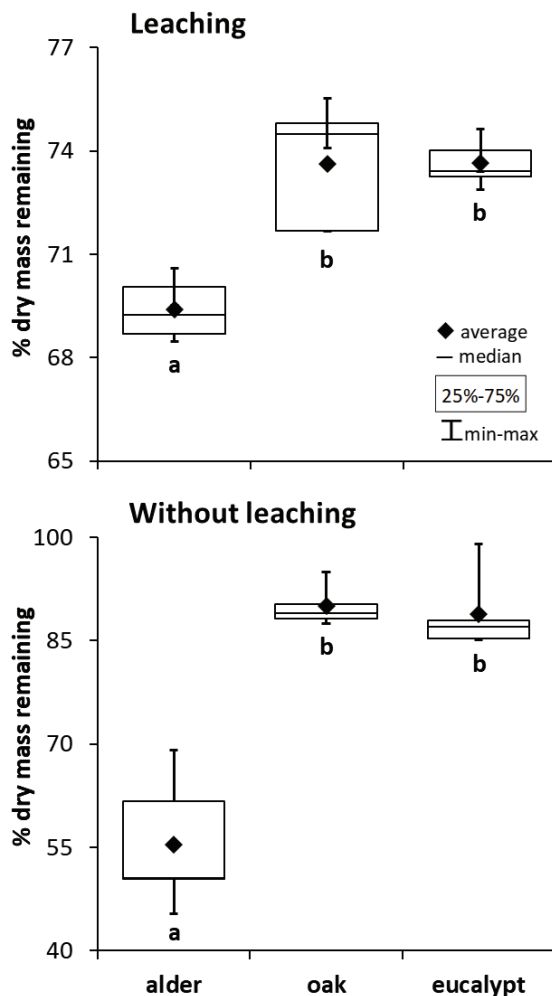 Leaching
% dry mass remaining
77
74
71
68
65
a
b
b
average
median
25%-75%
min-max
Without leaching
% dry mass remaining
100
85
70
55
40
a
b
b
alder oak eucalypt